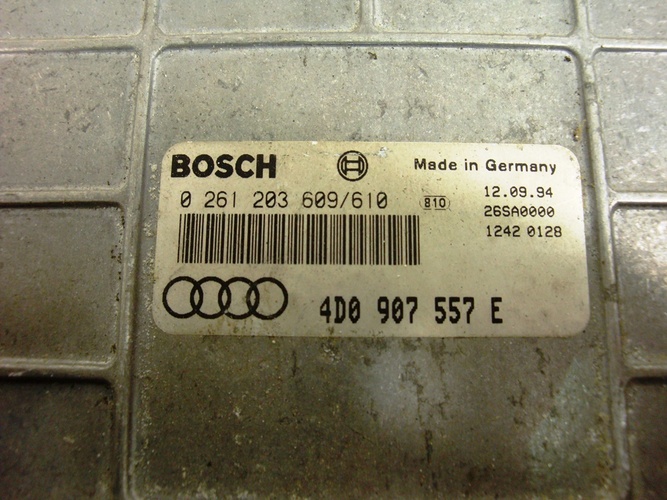 BOSCH Made in Germany
0 261 203 609/610 810 12.09.94
26SA0000
1242 0128
4D0 907 557 E